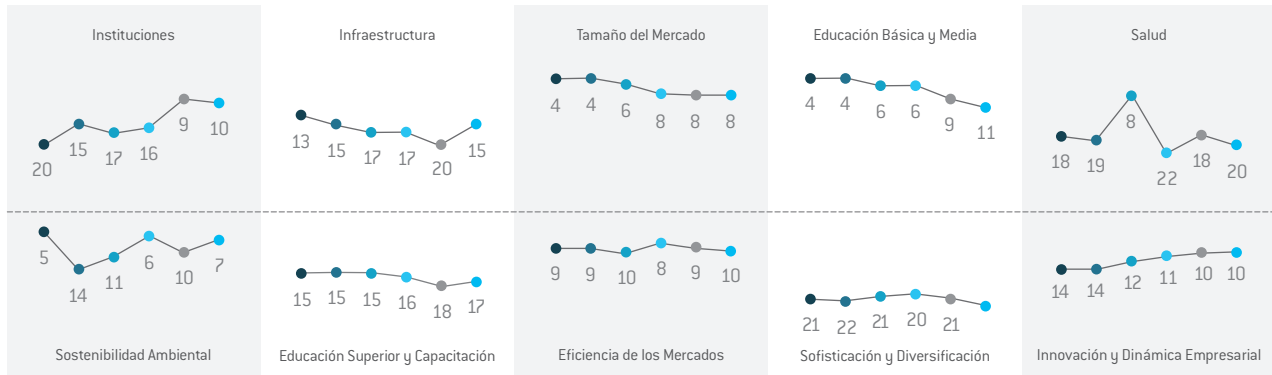 Instituciones
20 15 17 16 9 10
Infraestructura
13 15 17 17 20 15
Tamaño del Mercado
4 4 6 8 8 8
Educación Básica y Media
4 4 6 6 9 11
Salud
18 19 8 22 18 20
5 14 11 6 10 7
Sostenibilidad Ambiental
15 15 15 16 18 17
Educación Superior y Capacitación
9 9 10 8 9 10
Eficiencia de los Mercados
21 22 21 20 21
Sofisticación y Diversificación
14 14 12 11 10 10
Innovación y Dinámica Empresarial